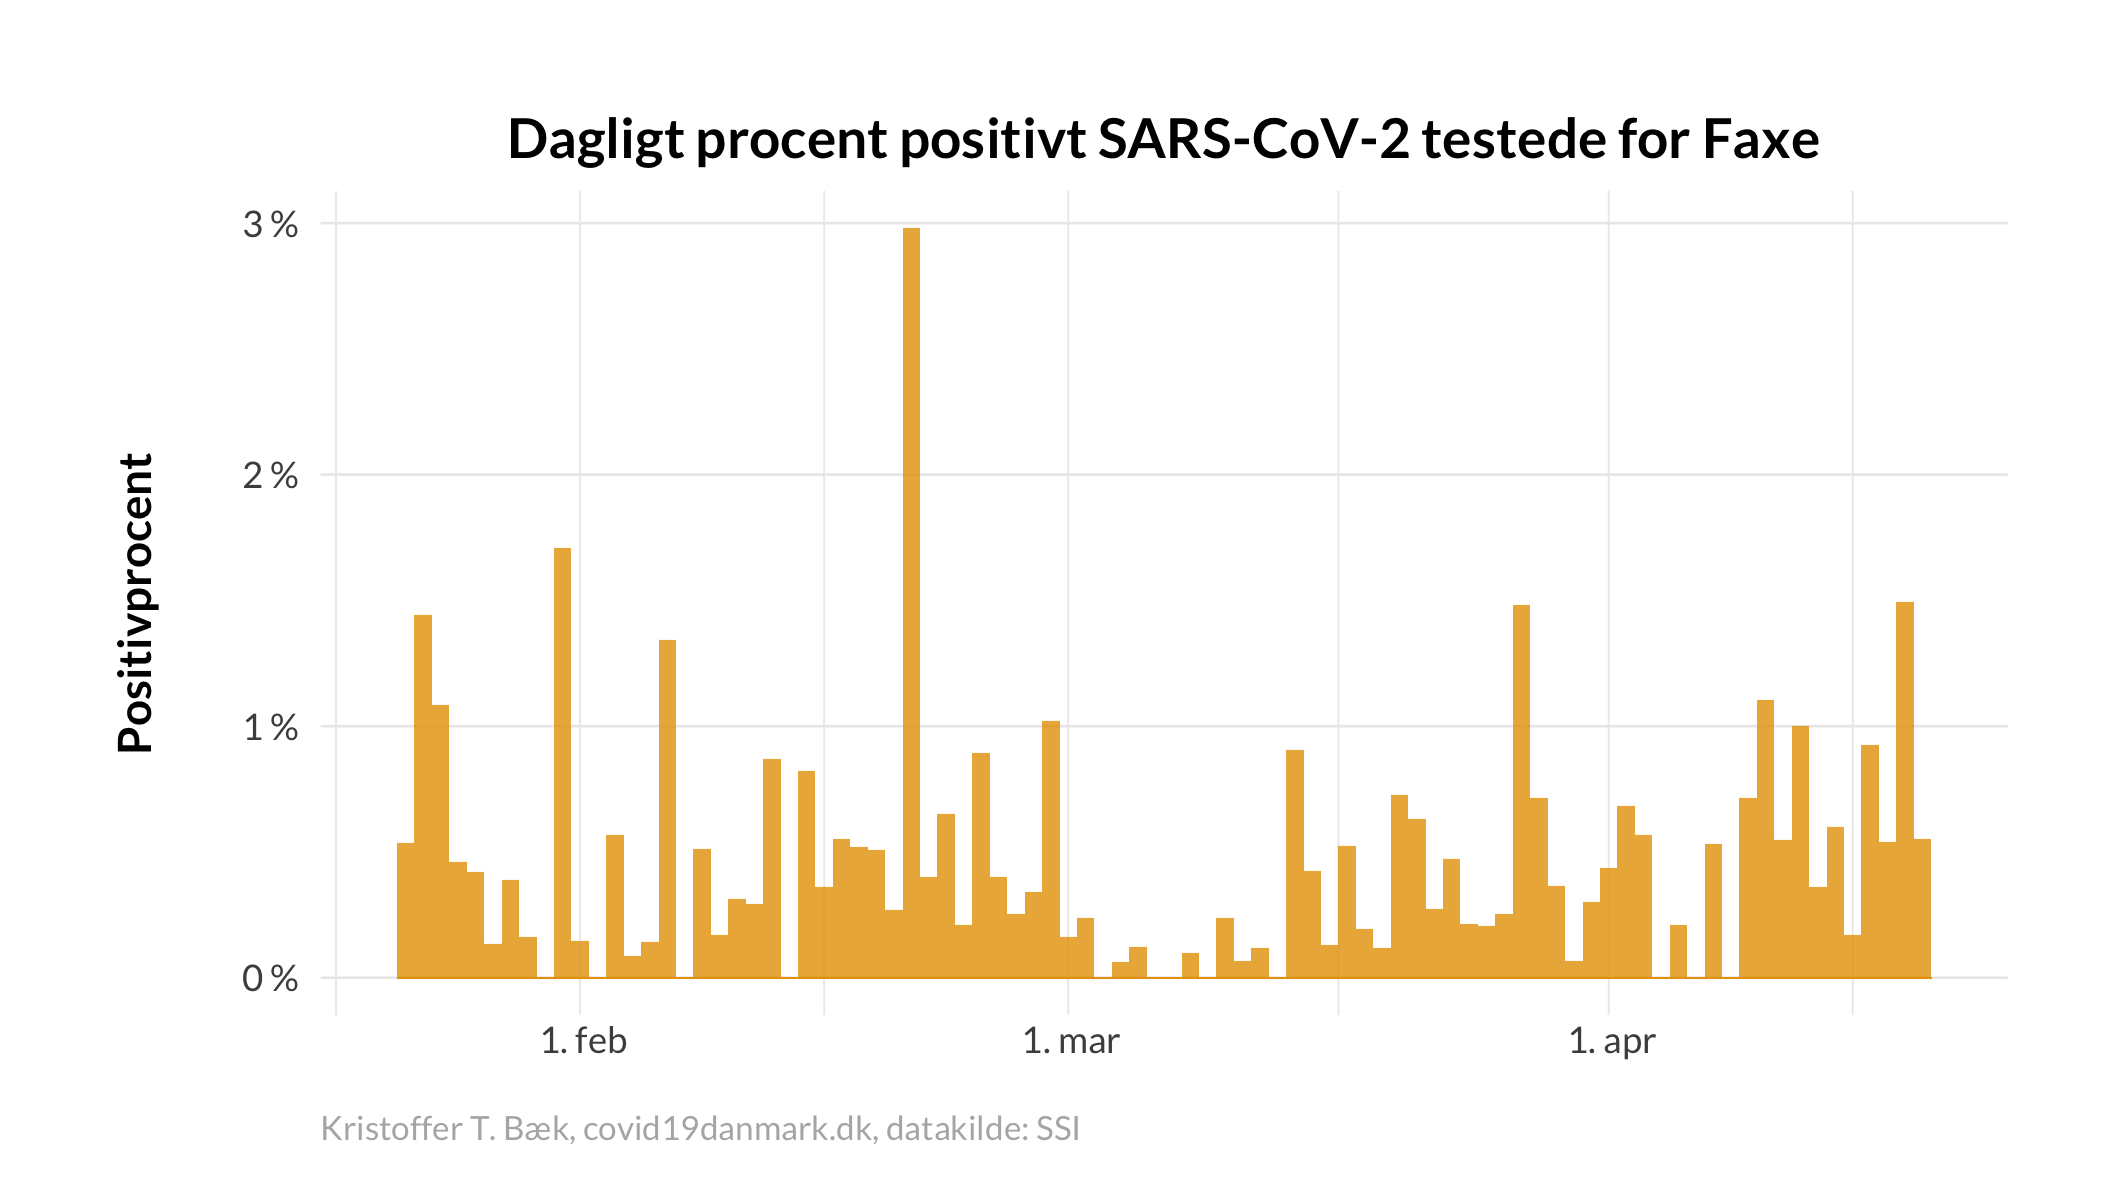 Dagligt procent positivt SARS-CoV-2 testede for Faxe
Positivprocent
3 %
2 %
1 %
0 %
1. feb
1. mar
1. apr
Kristoffer T. Bæk, covid19danmark.dk, datakilde: SSI